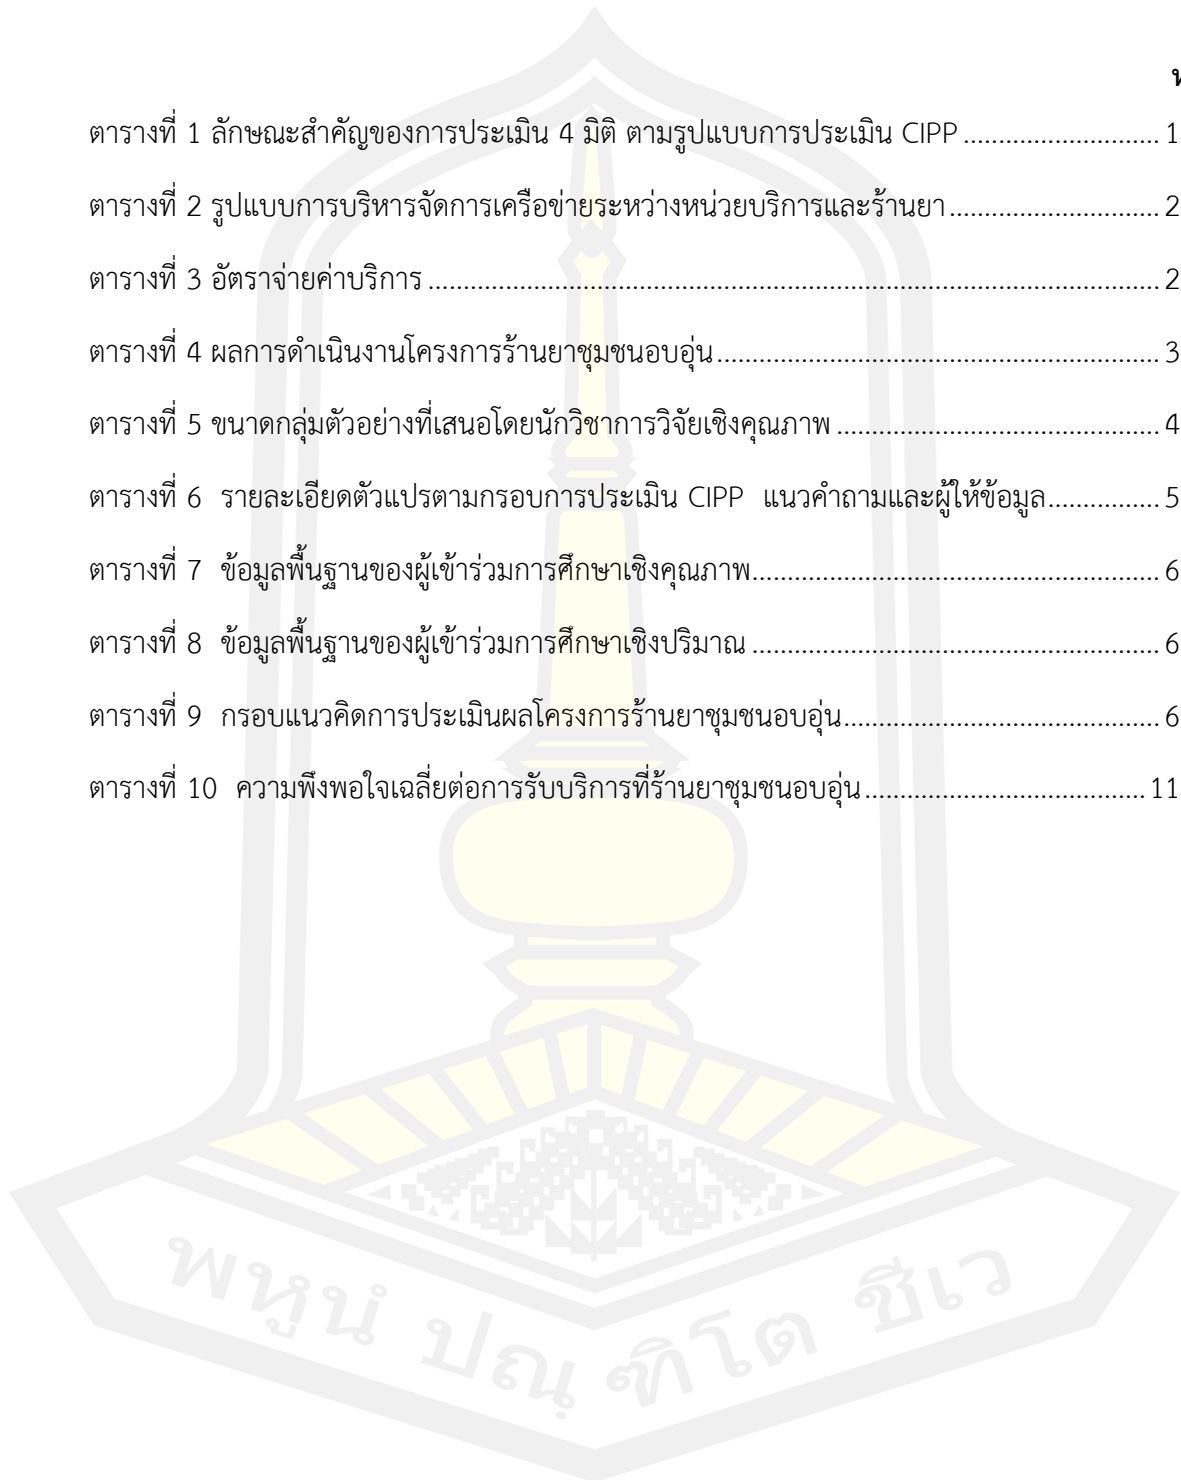 ตารางที่ 1 ลักษณะสำคัญของการประเมิน 4 มิติ ตามรูปแบบการประเมิน CIPP ............................ 1
ตารางที่ 2 รูปแบบการบริหารจัดการเครือข่ายระหว่างหน่วยบริการและร้านยา .............................. 2
ตารางที่ 3 อัตราจ่ายค่าบริการ ........................................................................................................ 2
ตารางที่ 4 ผลการดำเนินงานโครงการร้านยาชุมชนอบอุ่น ............................................................... 3
ตารางที่ 5 ขนาดกลุ่มตัวอย่างที่เสนอโดยนักวิชาการวิจัยเชิงคุณภาพ .............................................. 4
ตารางที่ 6 รายละเอียดตัวแปรตามกรอบการประเมิน CIPP แนวคำถามและผู้ให้ข้อมูล ................ 5
ตารางที่ 7 ข้อมูลพื้นฐานของผู้เข้าร่วมการศึกษาเชิงคุณภาพ .......................................................... 6
ตารางที่ 8 ข้อมูลพื้นฐานของผู้เข้าร่วมการศึกษาเชิงปริมาณ .......................................................... 6
ตารางที่ 9 กรอบแนวคิดการประเมินผลโครงการร้านยาชุมชนอบอุ่น ............................................. 6
ตารางที่ 10 ความพึงพอใจเฉลี่ยต่อการรับบริการที่ร้านยาชุมชนอบอุ่น ........................................ 11
พหูนํ ปณฺฑิโต ชีเว